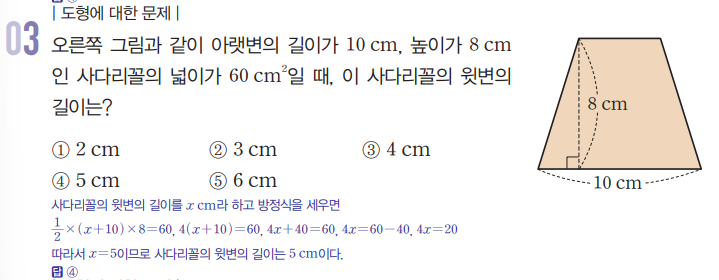 | 도형에 대한 문제 |
03 오른쪽 그림과 같이 아랫변의 길이가 10 cm, 높이가 8 cm
인 사다리꼴의 넓이가 60 cm²일 때, 이 사다리꼴의 윗변의
길이는?
8 cm
10 cm
① 2 cm ② 3 cm ③ 4 cm
④ 5 cm ⑤ 6 cm
사다리꼴의 윗변의 길이를 x cm라 하고 방정식을 세우면
1/2×(x+10)×8=60, 4(x+10)=60, 4x+40=60, 4x=60-40, 4x=20
따라서 x=5이므로 사다리꼴의 윗변의 길이는 5 cm이다.
답 ④